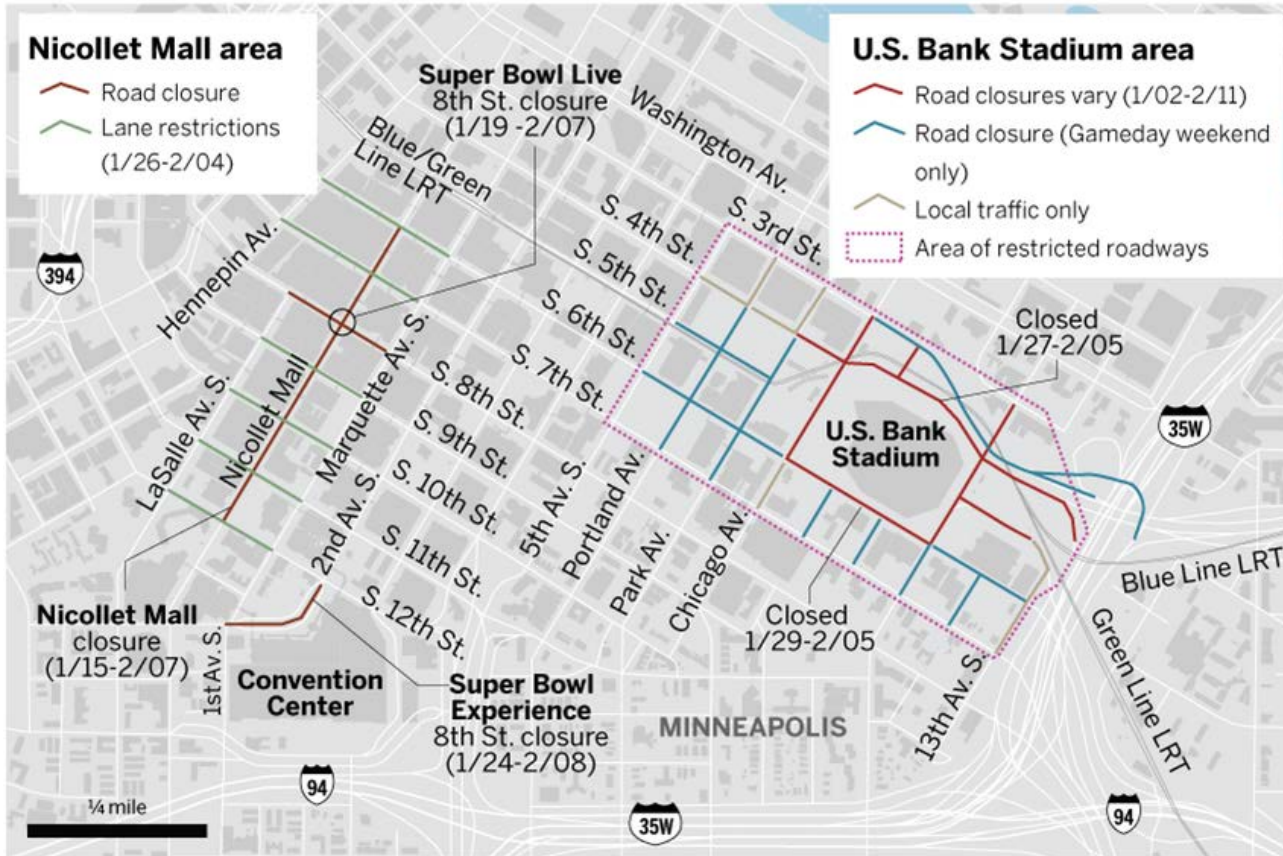 Nicollet Mall area
Road closure
Lane restrictions
(1/26-2/04)
U.S. Bank Stadium area
Road closures vary (1/02-2/11)
Road closure (Gameday weekend
only)
Local traffic only
Area of restricted roadways
Super Bowl Live
8th St. closure
(1/19 -2/07)
Washington Av.
Blue/Green
Line LRT
S. 3rd St.
S. 4th St.
S. 5th St.
S. 6th St.
S. 7th St.
S. 8th St.
S. 9th St.
S. 10th St.
S. 11th St.
S. 12th St.
394
Hennepin Av.
LaSalle Av. S.
Nicollet Mall
Marquette Av. S.
2nd Av. S.
5th Av. S.
Portland Av.
Park Av.
Chicago Av.
Closed
1/27-2/05
35W
U.S. Bank
Stadium
Closed
1/29-2/05
Blue Line LRT
Green Line LRT
13th Av. S.
Nicollet Mall
closure
(1/15-2/07)
1st Av. S.
Convention
Center
Super Bowl
Experience
8th St. closure
(1/24-2/08)
MINNEAPOLIS
94
35W
94
¼ mile